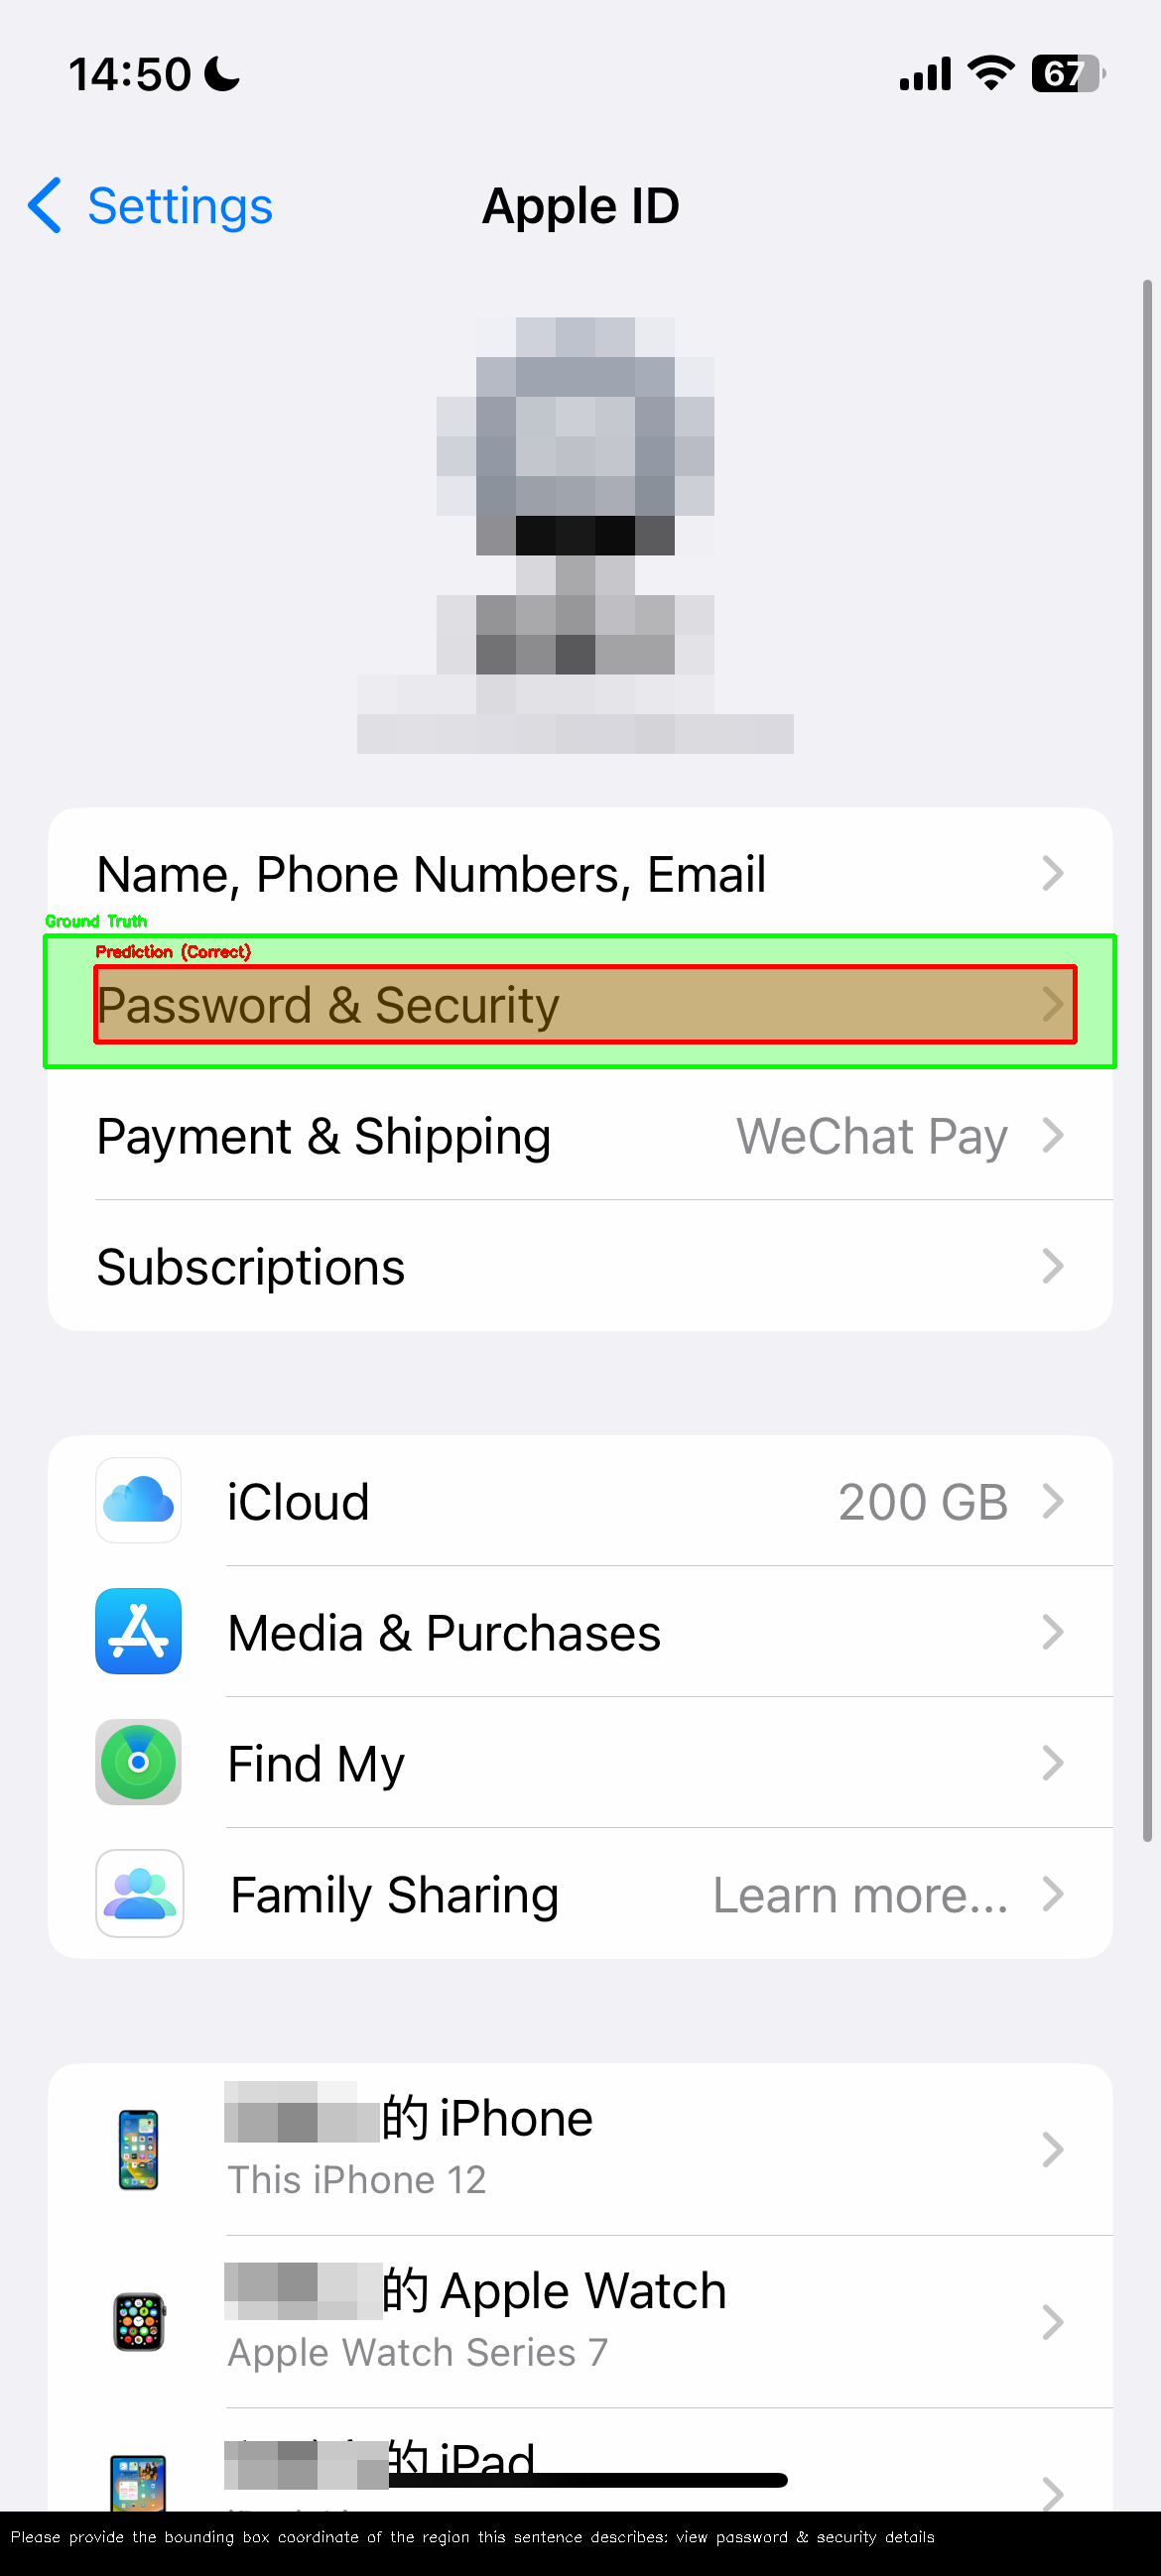 14:50
67
Settings
Apple ID
Name, Phone Numbers, Email
Ground Truth
Prediction (Correct)
Password & Security
Payment & Shipping WeChat Pay
Subscriptions
iCloud 200 GB
Media & Purchases
Find My
Family Sharing Learn more...
的 iPhone
This iPhone 12
的 Apple Watch
Apple Watch Series 7
的 iPad
Please provide the bounding box coordinate of the region this sentence describes: view password & security details